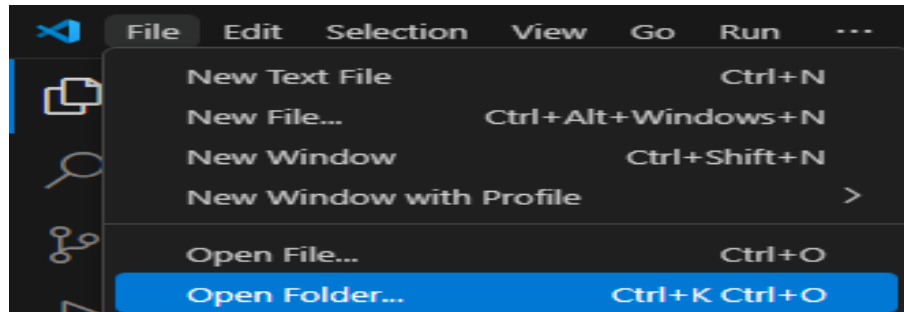 File Edit Selection View Go Run ...
New Text File Ctrl+N
New File... Ctrl+Alt+Windows+N
New Window Ctrl+Shift+N
New Window with Profile >
Open File... Ctrl+O
Open Folder... Ctrl+K Ctrl+O